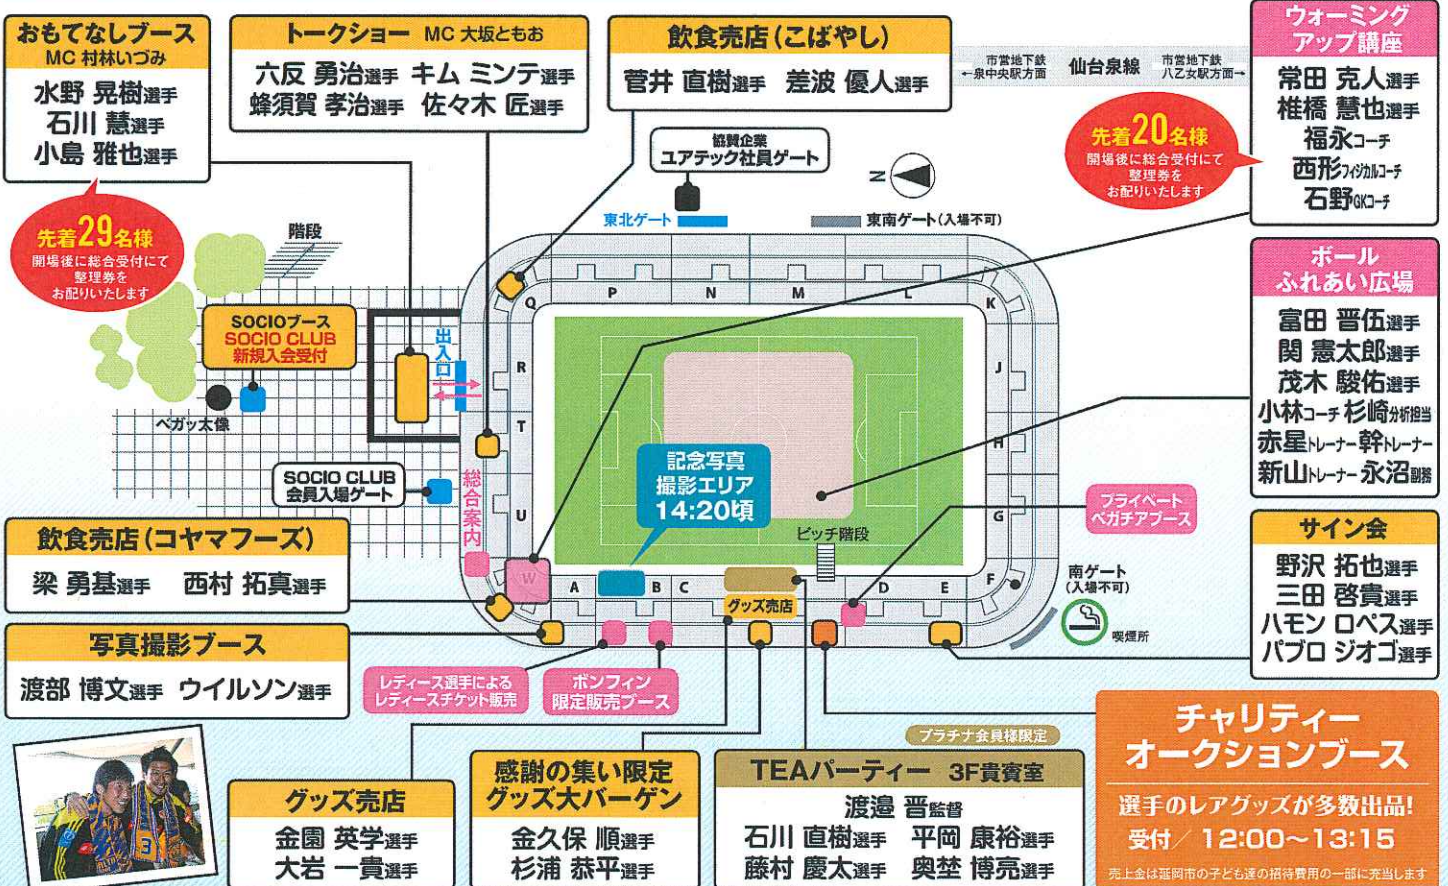 おもてなしブース
MC 村林いづみ
水野 晃樹選手
石川 慧選手
小島 雅也選手
先着29名様
開場後に総合受付にて
整理券を
お配りいたします
トークショー MC 大坂ともお
六反 勇治選手 キム ミンテ選手
蜂須賀 孝治選手 佐々木 匠選手
飲食売店(こばやし)
菅井 直樹選手 差波 優人選手
市営地下鉄
←泉中央駅方面
仙台泉線
市営地下鉄
八乙女駅方面→
ウォーミング
アップ講座
常田 克人選手
椎橋 慧也選手
福永コーチ
西形フィジカルコーチ
石野GKコーチ
先着20名様
開場後に総合受付にて
整理券を
お配りいたします
協賛企業
ユアテック社員ゲート
N
東北ゲート
東南ゲート(入場不可)
階段
SOCIOブース
SOCIO CLUB
新規入会受付
ベガッ太像
出入口
SOCIO CLUB
会員入場ゲート
総合案内
Q
P
N
M
L
K
R
J
T
H
U
G
W
A
B
C
D
E
F
記念写真
撮影エリア
14:20頃
ピッチ階段
グッズ売店
ボール
ふれあい広場
富田 晋伍選手
関 憲太郎選手
茂木 駿佑選手
小林コーチ 杉崎分析担当
赤星トレーナー 幹トレーナー
新山トレーナー 永沼副務
プライベート
ベガチアブース
南ゲート
(入場不可)
喫煙所
サイン会
野沢 拓也選手
三田 啓貴選手
ハモン ロペス選手
パブロ ジオゴ選手
飲食売店(コヤマフーズ)
梁 勇基選手 西村 拓真選手
写真撮影ブース
渡部 博文選手 ウイルソン選手
レディース選手による
レディースチケット販売
ボンフィン
限定販売ブース
グッズ売店
金園 英学選手
大岩 一貴選手
感謝の集い限定
グッズ大バーゲン
金久保 順選手
杉浦 恭平選手
プラチナ会員様限定
TEAパーティー 3F貴賓室
渡邉 晋監督
石川 直樹選手 平岡 康裕選手
藤村 慶太選手 奥埜 博亮選手
チャリティー
オークションブース
選手のレアグッズが多数出品!
受付/ 12:00〜13:15
売上金は延岡市の子ども達の招待費用の一部に充当します
3